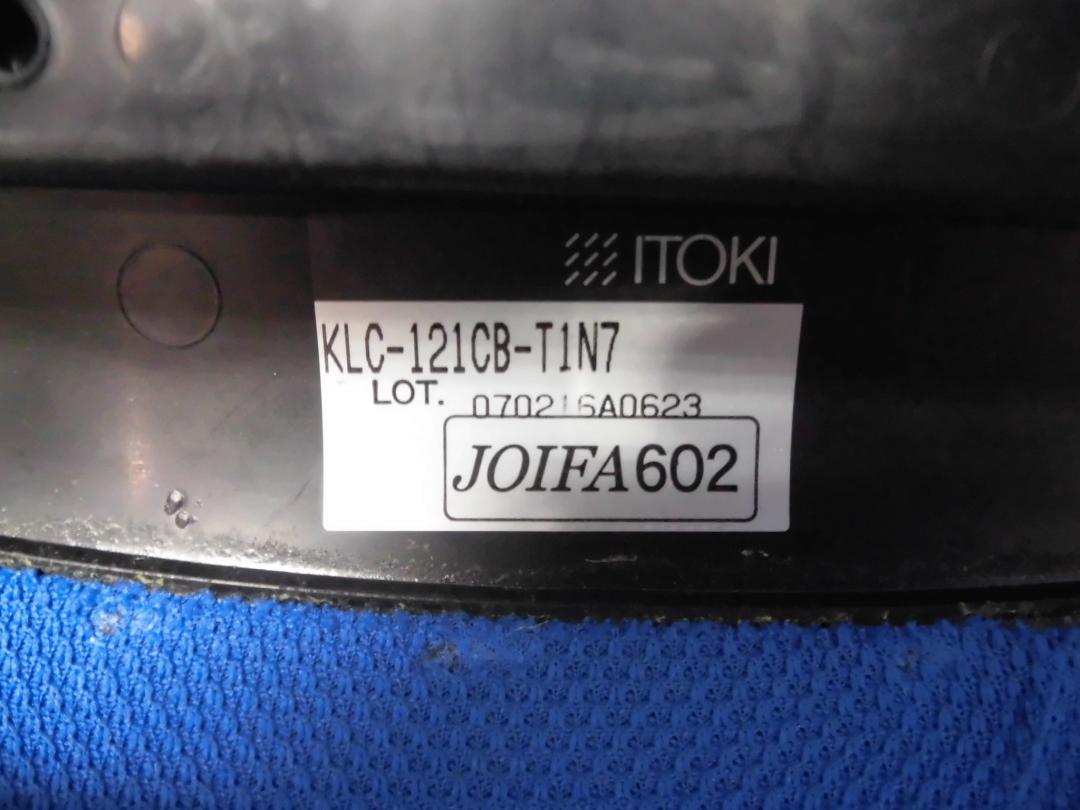 ITOKI
KLC-121CB-T1N7
LOT. 070216A0623
JOIFA602